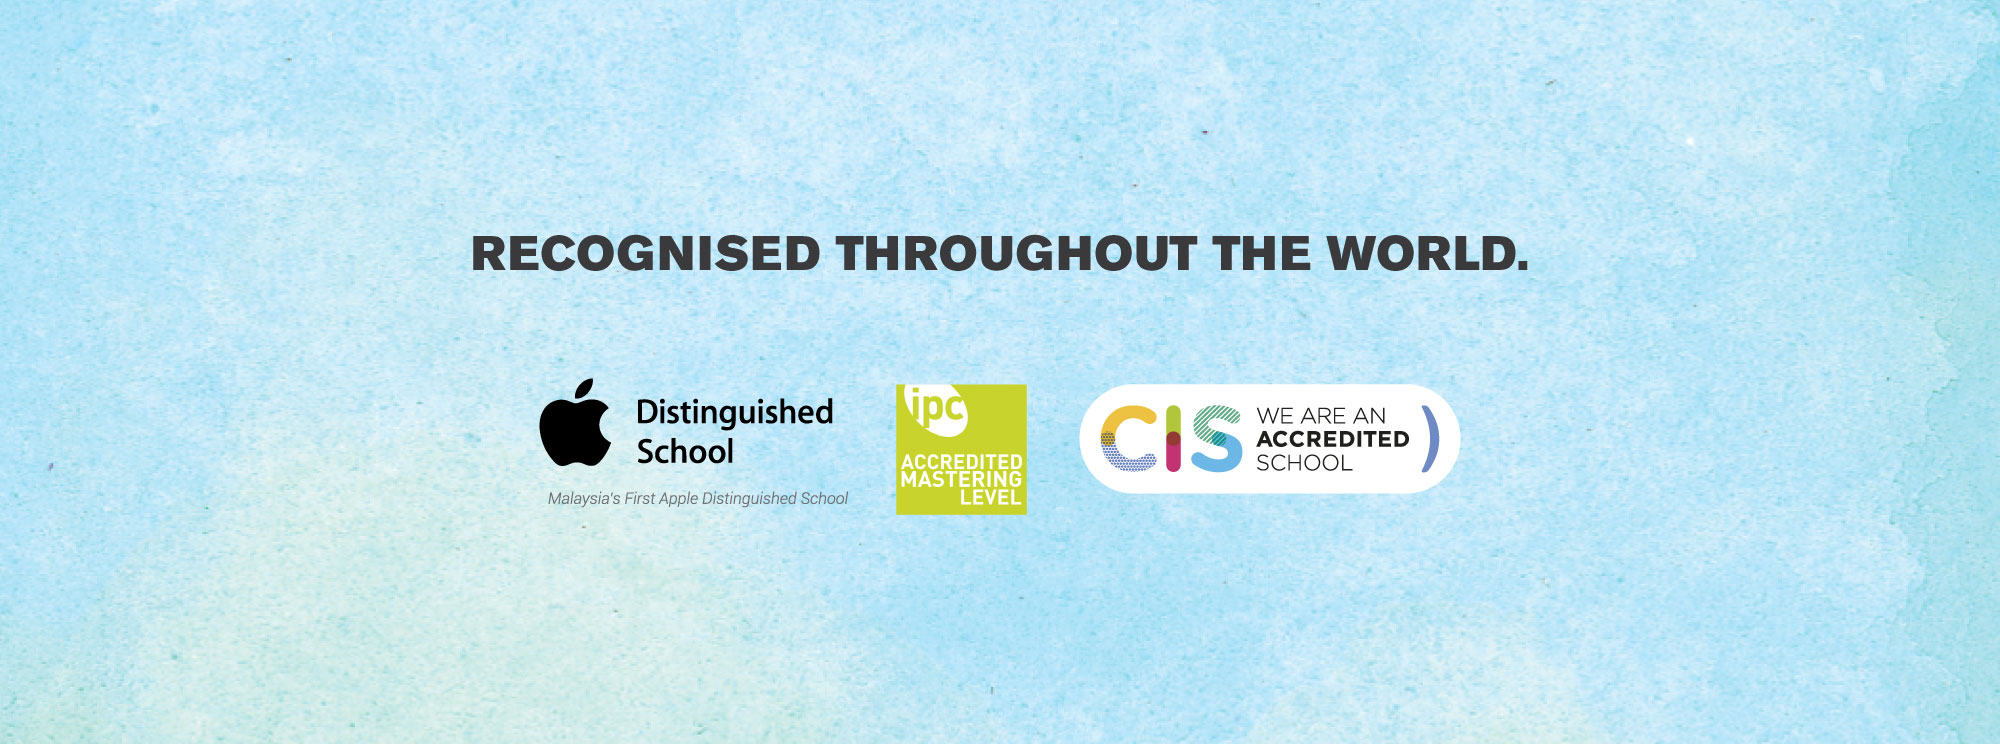 RECOGNISED THROUGHOUT THE WORLD.
Distinguished
School
Malaysia's First Apple Distinguished School
ipc
ACCREDITED
MASTERING
LEVEL
CIS
WE ARE AN
ACCREDITED
SCHOOL